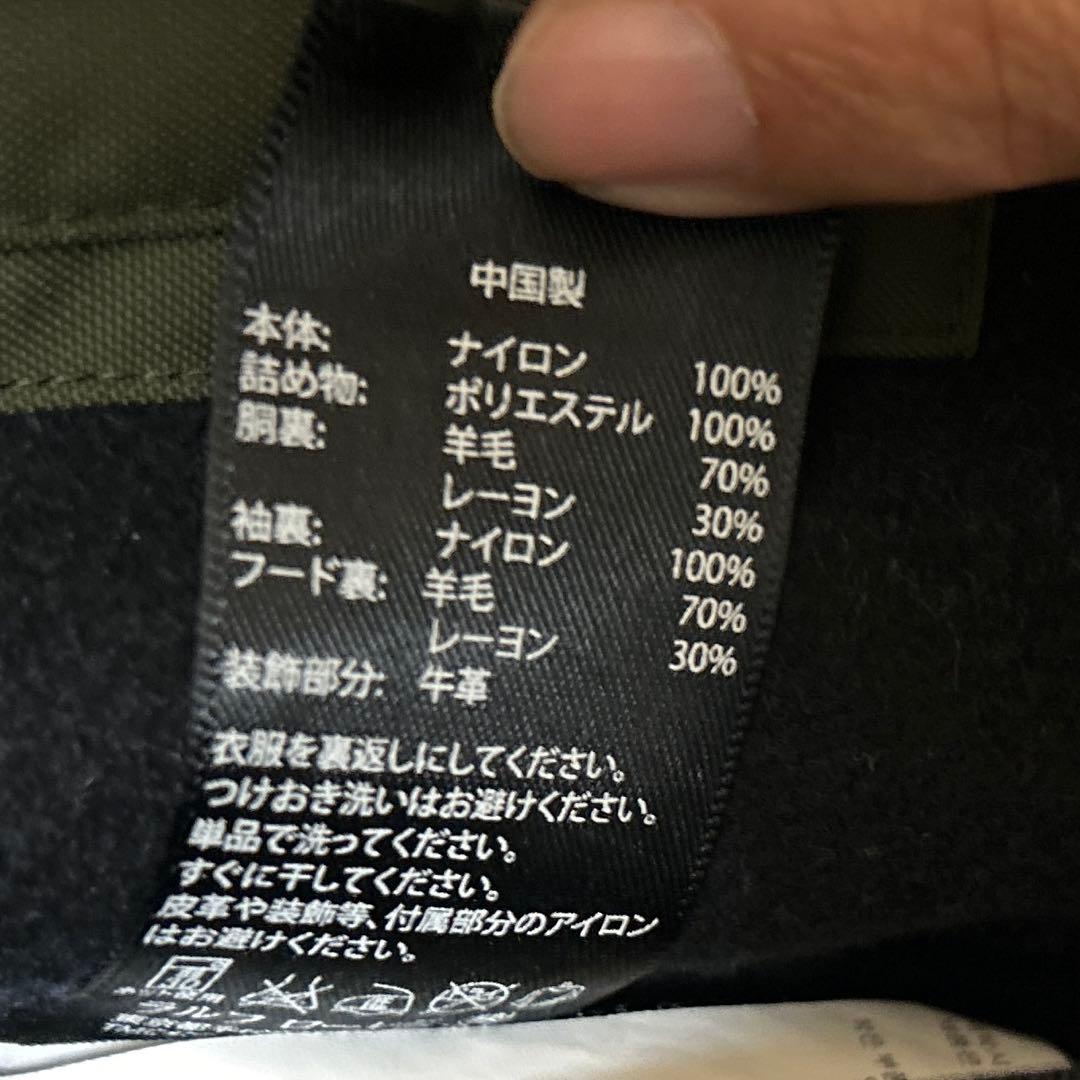 中国製
本体: ナイロン 100%
詰め物: ポリエステル 100%
胴裏: 羊毛 70%
レーヨン 30%
袖裏: ナイロン 100%
フード裏: 羊毛 70%
レーヨン 30%
装飾部分: 牛革
衣服を裏返しにしてください。
つけおき洗いはお避けください。
単品で洗ってください。
すぐに干してください。
皮革や装飾等、付属部分のアイロン
はお避けください。
ラルフ